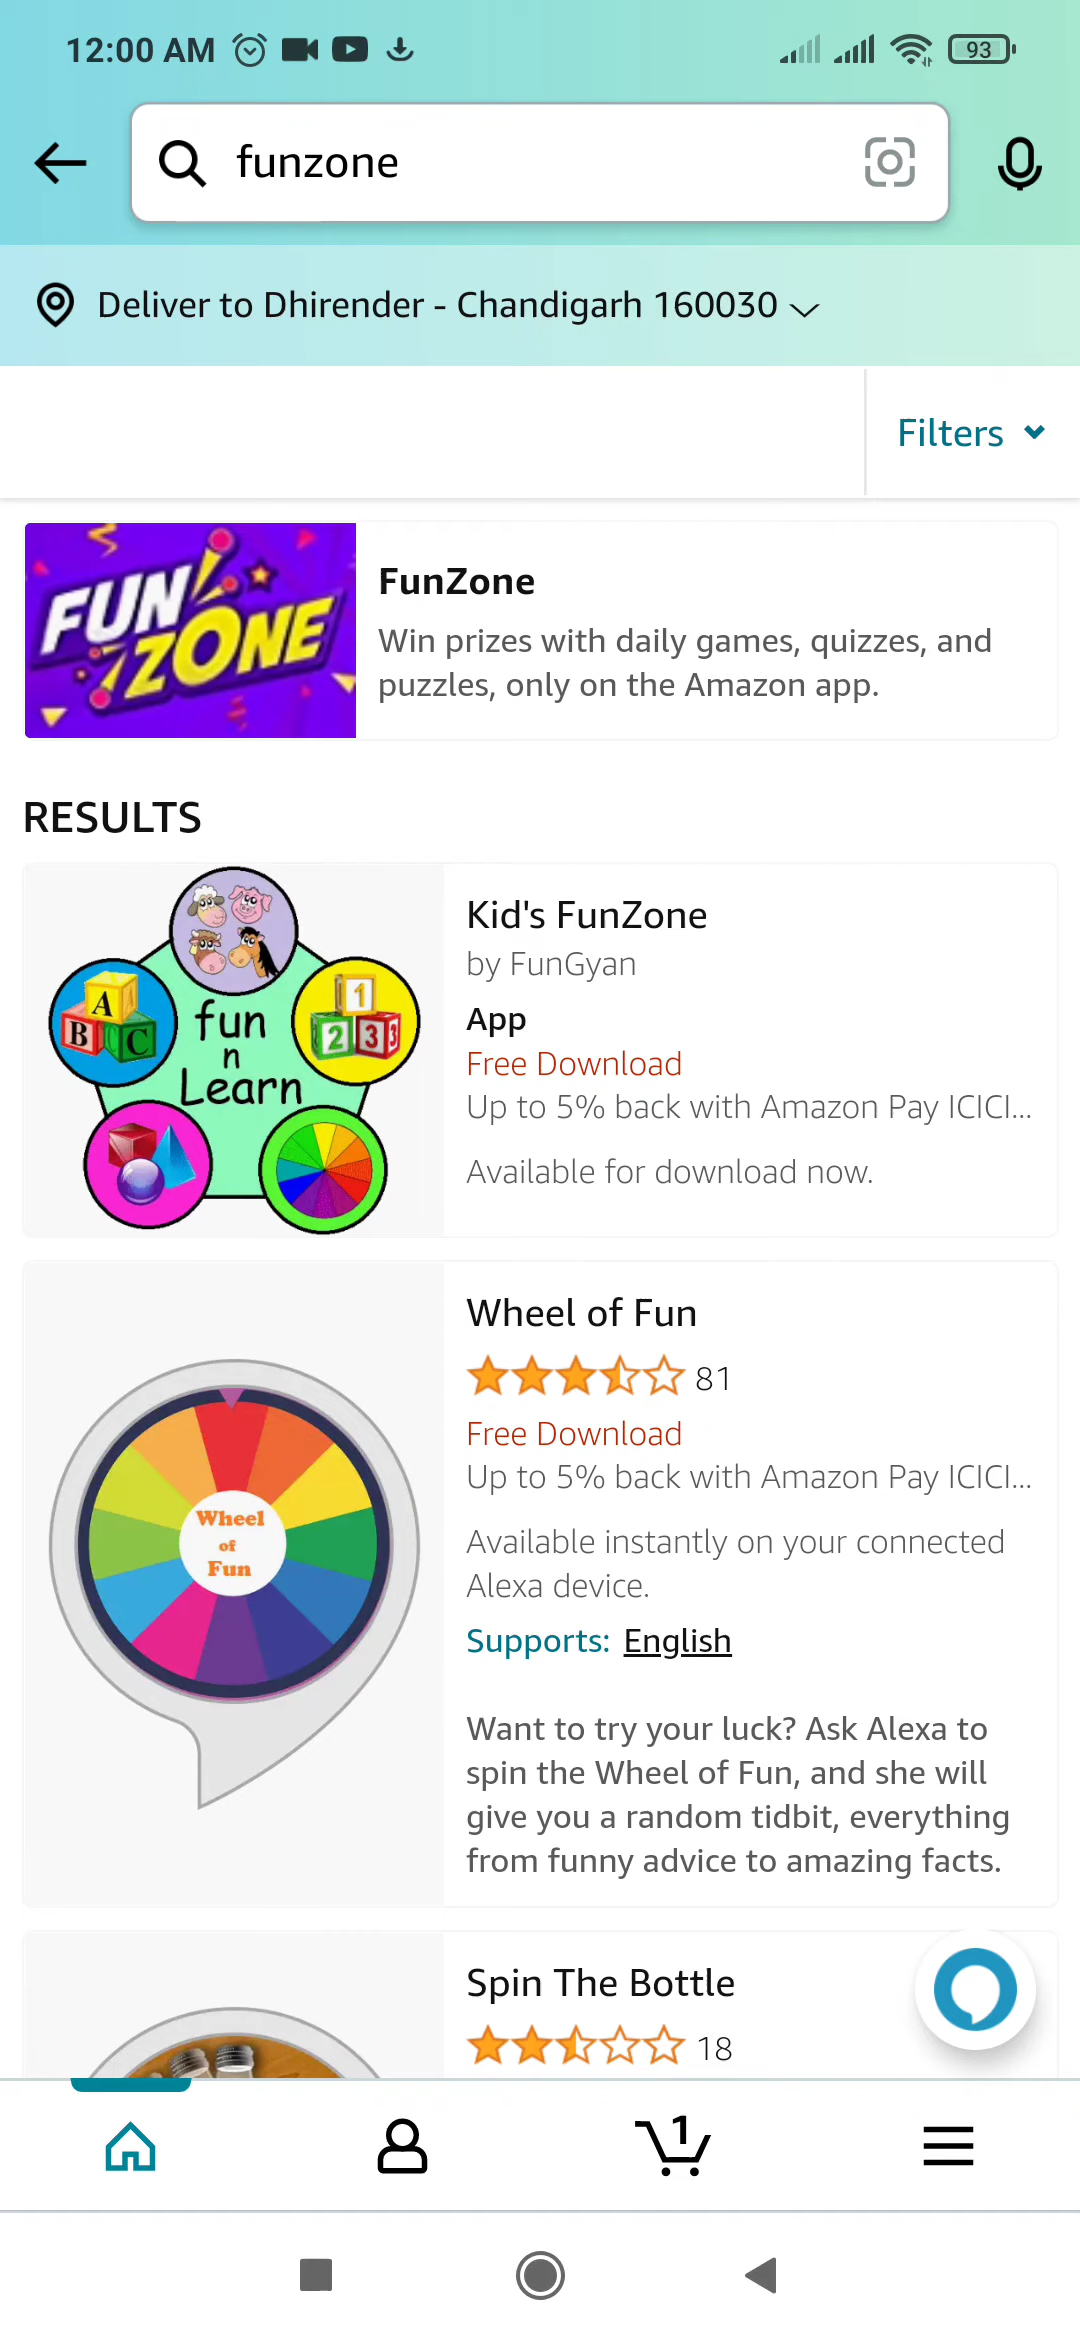 12:00 AM
93
funzone
Deliver to Dhirender - Chandigarh 160030
Filters
FUN
ZONE
FunZone
Win prizes with daily games, quizzes, and
puzzles, only on the Amazon app.
RESULTS
A
B C
fun
n
Learn
1
2 3 3
Kid's FunZone
by FunGyan
App
Free Download
Up to 5% back with Amazon Pay ICICI...
Available for download now.
Wheel
of
Fun
Wheel of Fun
81
Free Download
Up to 5% back with Amazon Pay ICICI...
Available instantly on your connected
Alexa device.
Supports: English
Want to try your luck? Ask Alexa to
spin the Wheel of Fun, and she will
give you a random tidbit, everything
from funny advice to amazing facts.
Spin The Bottle
18
1